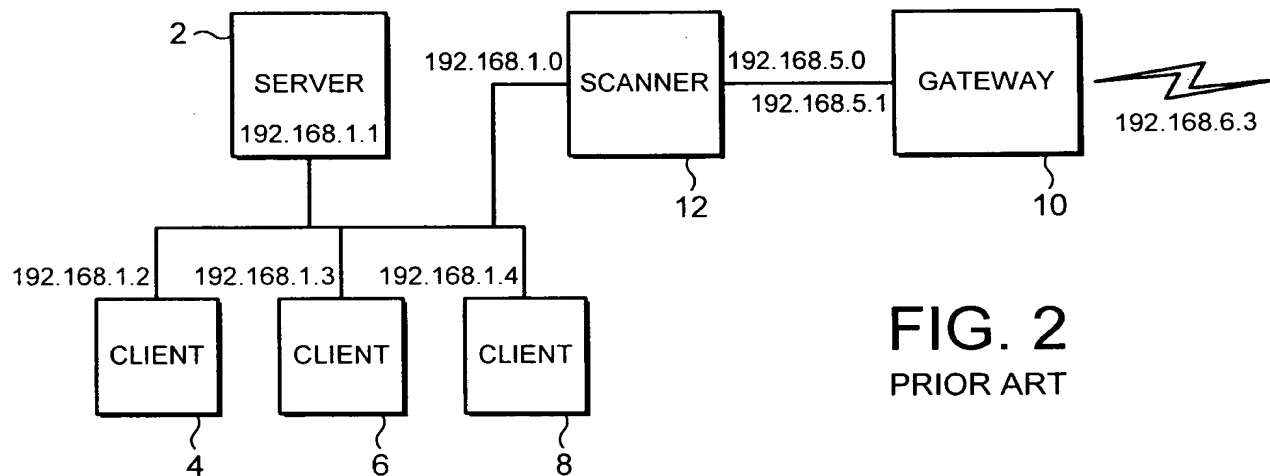 2
SERVER
192.168.1.1
192.168.1.0
SCANNER
12
192.168.5.0
192.168.5.1
GATEWAY
10
192.168.6.3
192.168.1.2
192.168.1.3
192.168.1.4
CLIENT
CLIENT
CLIENT
4
6
8
FIG. 2
PRIOR ART